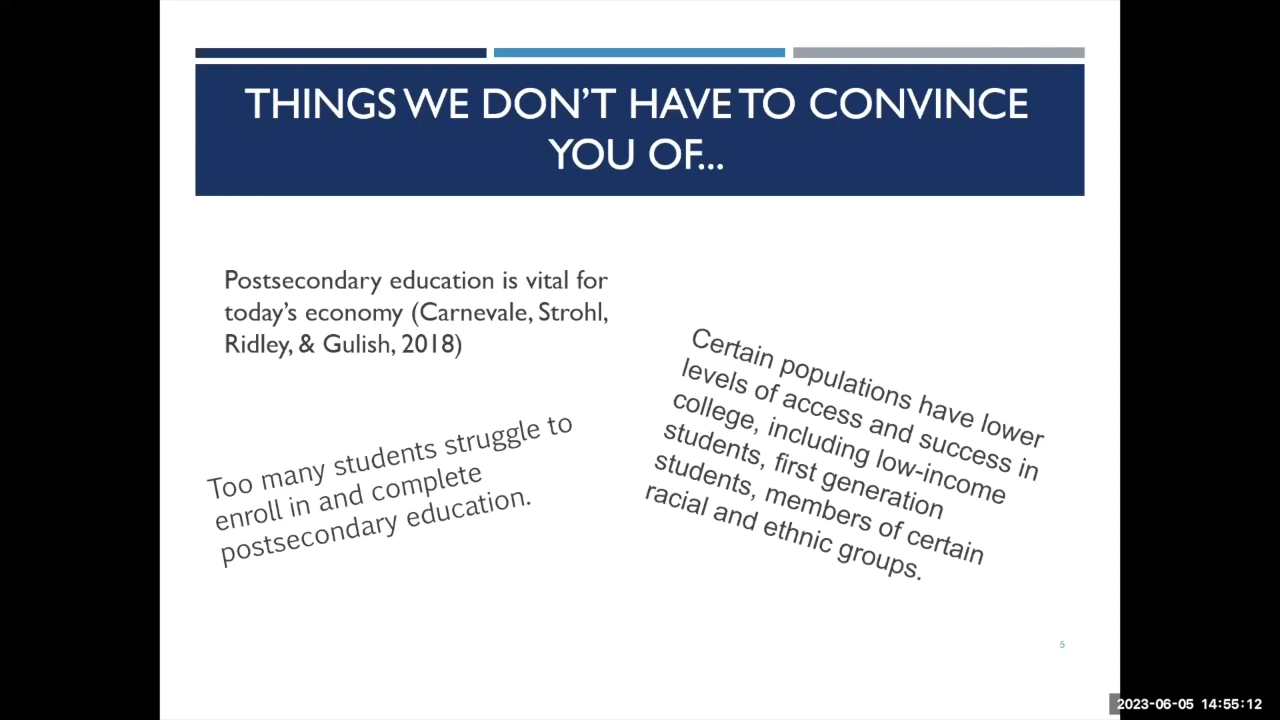 THINGS WE DON'T HAVE TO CONVINCE
YOU OF...
Postsecondary education is vital for
today's economy (Carnevale, Strohl,
Ridley, & Gulish, 2018)
Too many students struggle to
enroll in and complete
postsecondary education.
Certain populations have lower
levels of access and success in
college, including low-income
students, first generation
students, members of certain
racial and ethnic groups.
5
2023-06-05 14:55:12